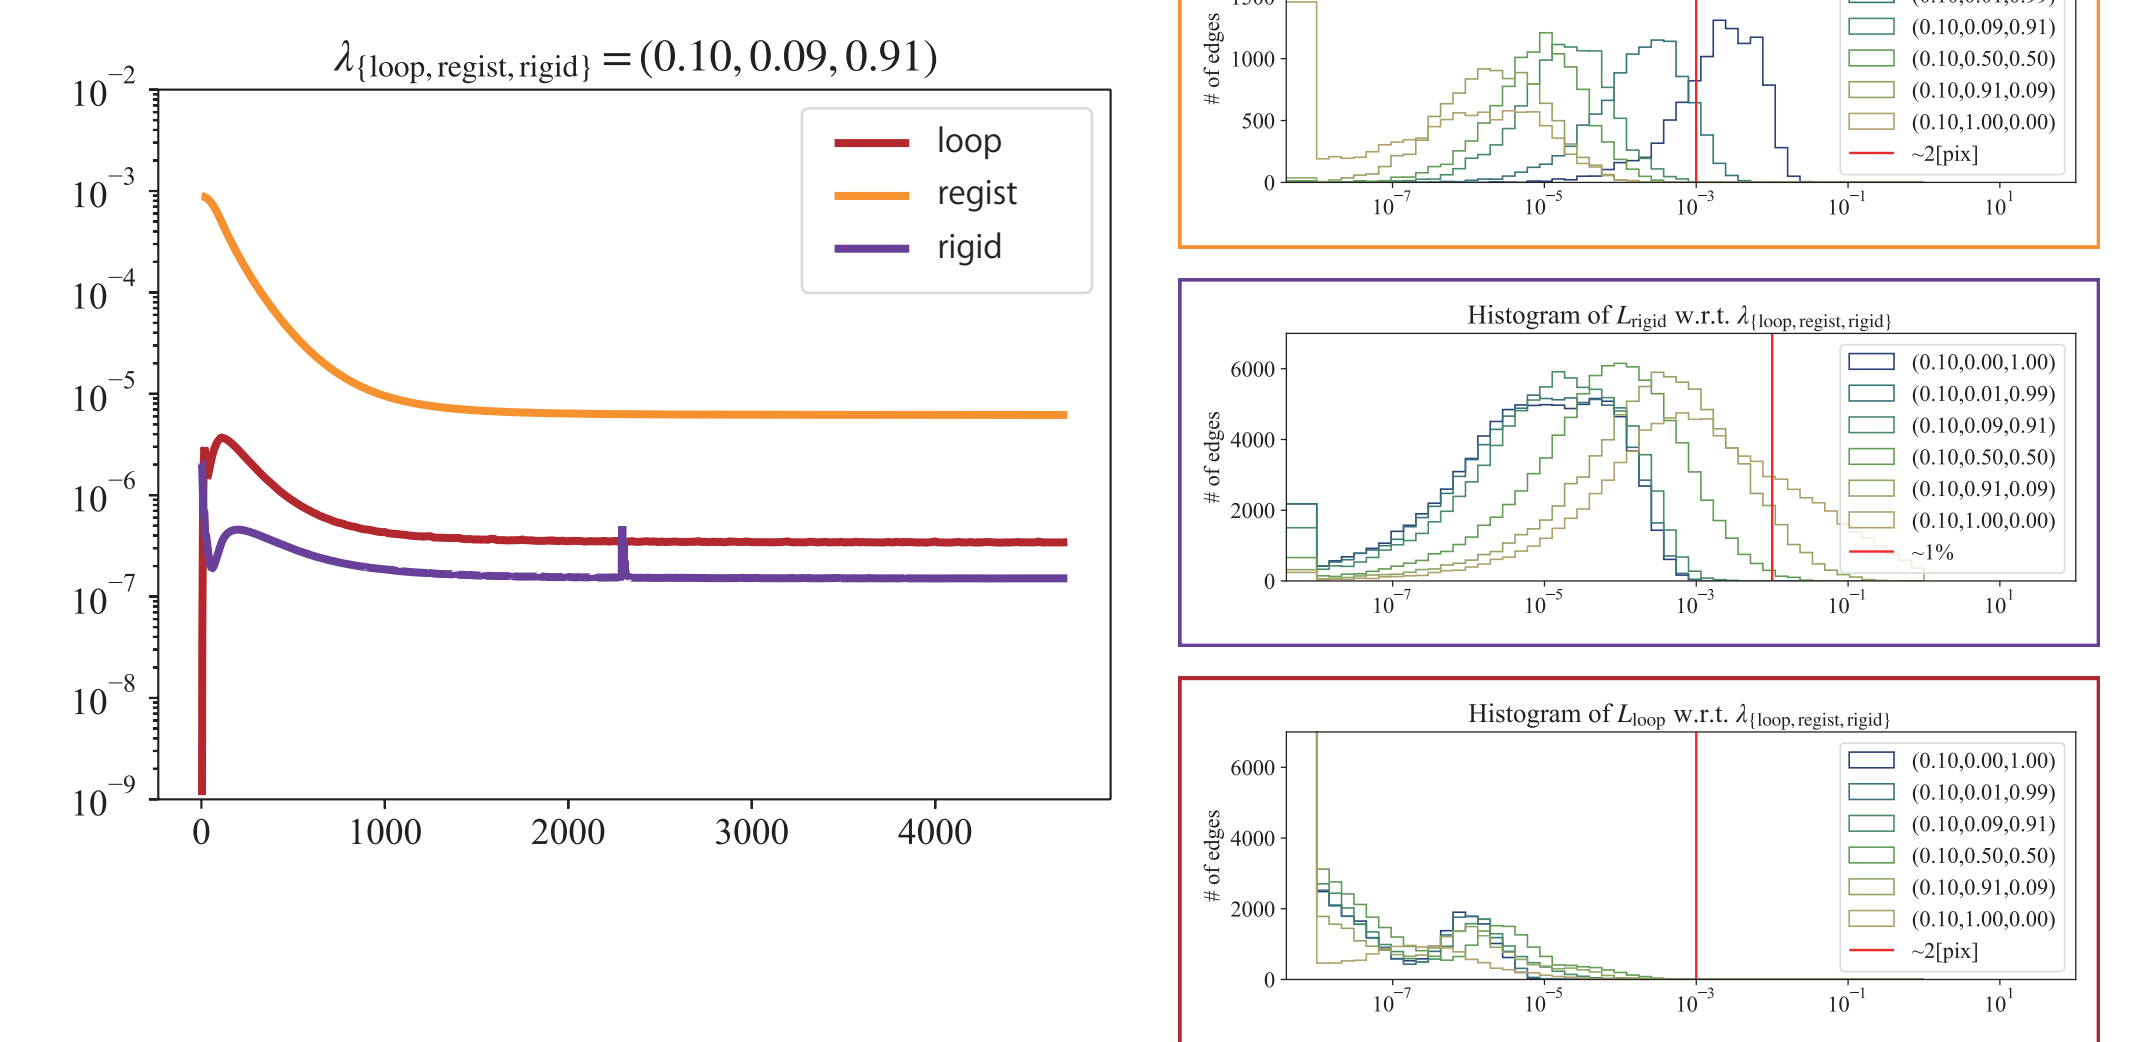 λ{loop, regist, rigid} = (0.10, 0.09, 0.91)
10−2
10−3
10−4
10−5
10−6
10−7
10−8
10−9
0 1000 2000 3000 4000
loop
regist
rigid
# of edges
1000
500
0
10−7 10−5 10−3 10−1 101
(0.10,0.09,0.91)
(0.10,0.50,0.50)
(0.10,0.91,0.09)
(0.10,1.00,0.00)
~2[pix]
Histogram of Lrigid w.r.t. λ{loop, regist, rigid}
# of edges
6000
4000
2000
0
10−7 10−5 10−3 10−1 101
(0.10,0.00,1.00)
(0.10,0.01,0.99)
(0.10,0.09,0.91)
(0.10,0.50,0.50)
(0.10,0.91,0.09)
(0.10,1.00,0.00)
~1%
Histogram of Lloop w.r.t. λ{loop, regist, rigid}
# of edges
6000
4000
2000
0
10−7 10−5 10−3 10−1 101
(0.10,0.00,1.00)
(0.10,0.01,0.99)
(0.10,0.09,0.91)
(0.10,0.50,0.50)
(0.10,0.91,0.09)
(0.10,1.00,0.00)
~2[pix]